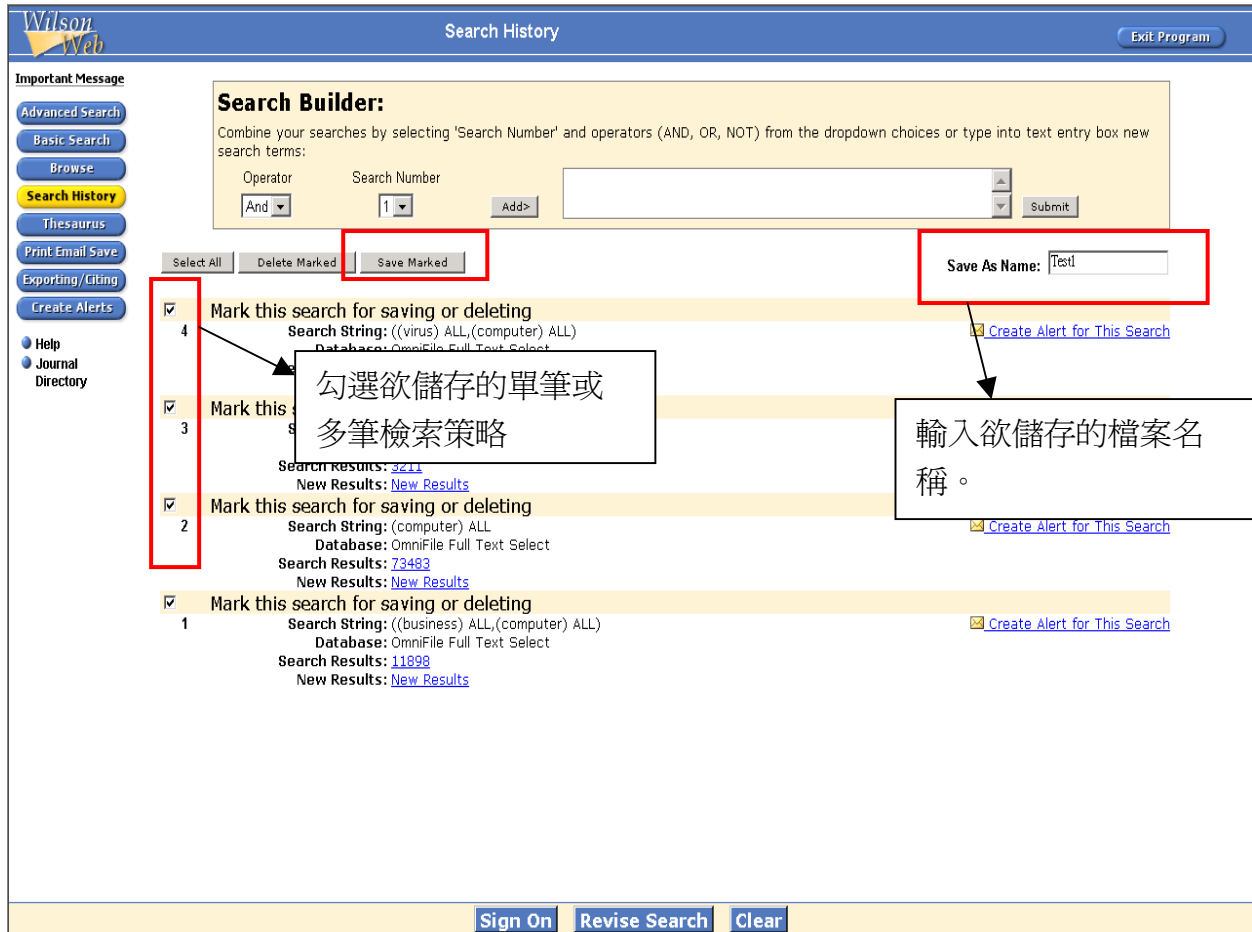 Wilson
Web
Search History
Exit Program
Important Message
Advanced Search
Basic Search
Browse
Search History
Thesaurus
Print Email Save
Exporting/Citing
Create Alerts
Help
Journal
Directory
Search Builder:
Combine your searches by selecting 'Search Number' and operators (AND, OR, NOT) from the dropdown choices or type into text entry box new
search terms:
Operator Search Number
And 1 Add> Submit
Select All Delete Marked Save Marked Save As Name: Test1
Mark this search for saving or deleting
4 Search String: ((virus) ALL,(computer) ALL) Create Alert for This Search
Database: OmniFile Full Text Select
勾選欲儲存的單筆或
多筆檢索策略
輸入欲儲存的檔案名
稱。
Mark this
3
Search Results: 3211
New Results: New Results
Mark this search for saving or deleting
2 Search String: (computer) ALL Create Alert for This Search
Database: OmniFile Full Text Select
Search Results: 73483
New Results: New Results
Mark this search for saving or deleting
1 Search String: ((business) ALL,(computer) ALL) Create Alert for This Search
Database: OmniFile Full Text Select
Search Results: 11898
New Results: New Results
Sign On Revise Search Clear